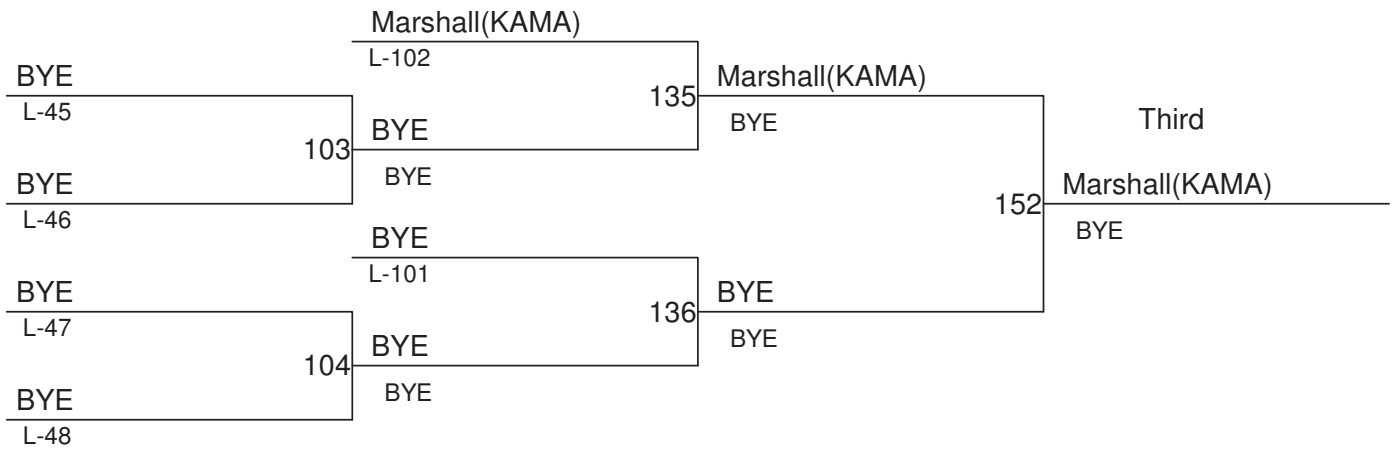 Marshall(KAMA)
L-102
BYE
L-45
135
Marshall(KAMA)
BYE
Third
103
BYE
BYE
BYE
L-46
152
Marshall(KAMA)
BYE
BYE
L-101
BYE
L-47
136
BYE
BYE
104
BYE
BYE
BYE
L-48